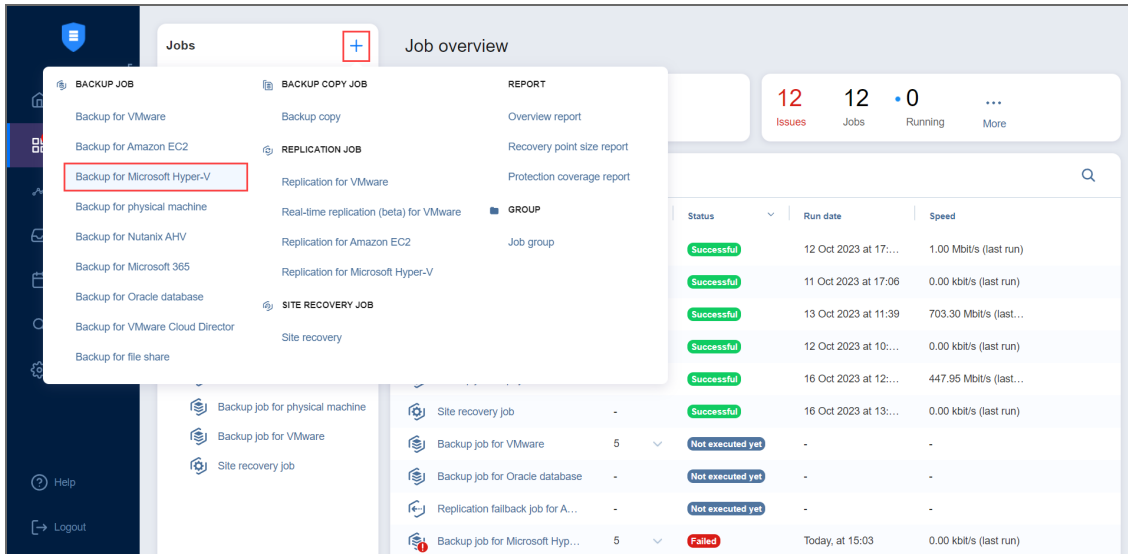 Jobs
+
Job overview
BACKUP JOB
Backup for VMware
Backup for Amazon EC2
Backup for Microsoft Hyper-V
Backup for physical machine
Backup for Nutanix AHV
Backup for Microsoft 365
Backup for Oracle database
Backup for VMware Cloud Director
Backup for file share
BACKUP COPY JOB
Backup copy
REPLICATION JOB
Replication for VMware
Real-time replication (beta) for VMware
Replication for Amazon EC2
Replication for Microsoft Hyper-V
SITE RECOVERY JOB
Site recovery
REPORT
Overview report
Recovery point size report
Protection coverage report
GROUP
Job group
12 12 0 ...
Issues Jobs Running More
Status Run date Speed
Successful 12 Oct 2023 at 17:... 1.00 Mbit/s (last run)
Successful 11 Oct 2023 at 17:06 0.00 kbit/s (last run)
Successful 13 Oct 2023 at 11:39 703.30 Mbit/s (last...
Successful 12 Oct 2023 at 10:... 0.00 kbit/s (last run)
Successful 16 Oct 2023 at 12:... 447.95 Mbit/s (last...
Site recovery job - Successful 16 Oct 2023 at 13:... 0.00 kbit/s (last run)
Backup job for VMware 5 Not executed yet - -
Backup job for Oracle database - Not executed yet - -
Replication failback job for A... - Not executed yet - -
Backup job for Microsoft Hyp... 5 Failed Today, at 15:03 0.00 kbit/s (last run)
Backup job for physical machine
Backup job for VMware
Site recovery job
Help
Logout